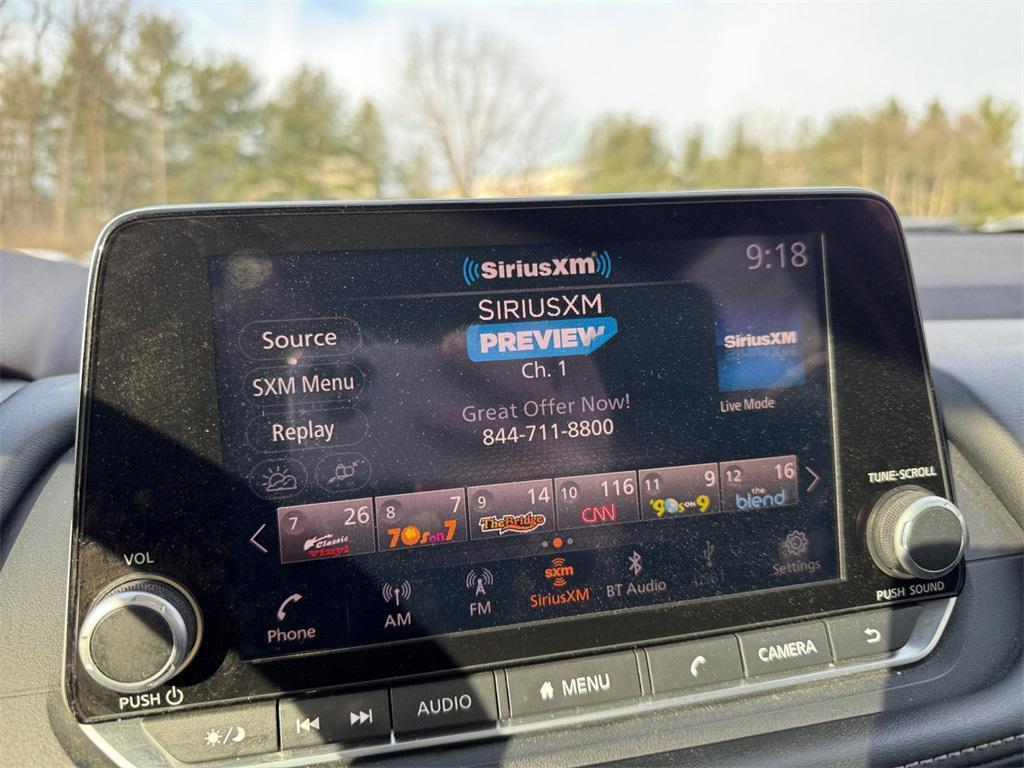 SiriusXM
9:18
SIRIUSXM
PREVIEW
Ch. 1
Great Offer Now!
844-711-8800
Source
SXM Menu
Replay
SiriusXM
Live Mode
7 26 Classic vinyl
8 7 70s on 7
9 14 The Bridge
10 116 CNN
11 9 '90s on 9
12 16 the blend
Phone
AM
FM
sxm
SiriusXM
BT Audio
Settings
VOL
PUSH
TUNE·SCROLL
PUSH SOUND
AUDIO
MENU
CAMERA